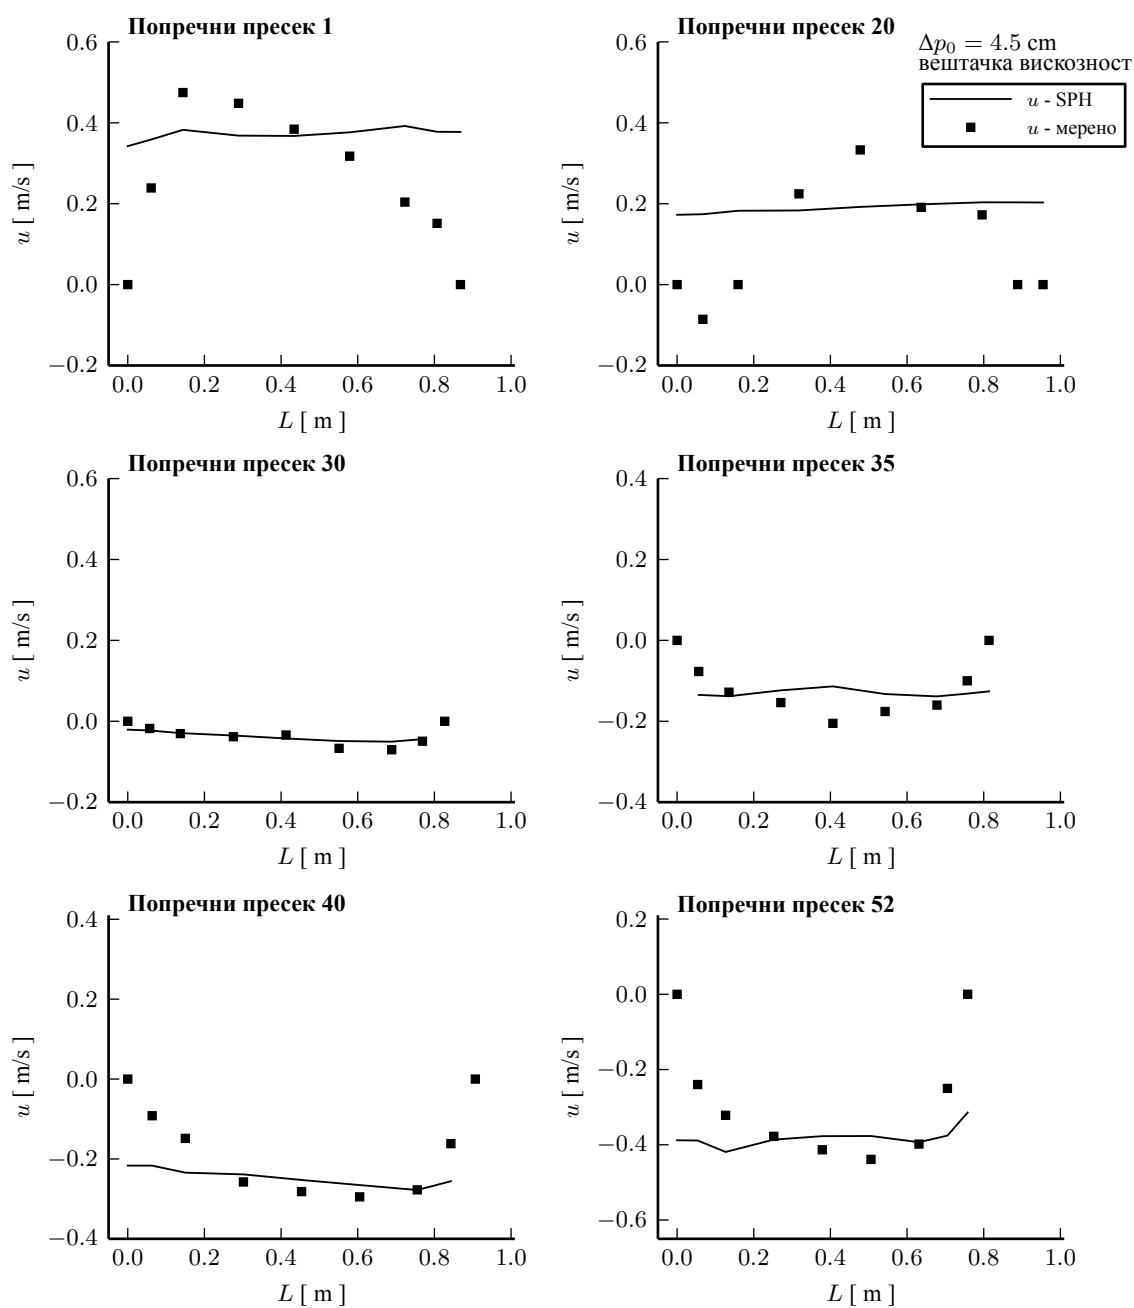 Попречни пресек 1
0.6
0.4
0.2
0.0
−0.2
u [ m/s ]
0.0 0.2 0.4 0.6 0.8 1.0
L [ m ]
Попречни пресек 20
Δp₀ = 4.5 cm
вештачка вискозност
u - SPH
u - мерено
0.6
0.4
0.2
0.0
−0.2
u [ m/s ]
0.0 0.2 0.4 0.6 0.8 1.0
L [ m ]
Попречни пресек 30
0.6
0.4
0.2
0.0
−0.2
u [ m/s ]
0.0 0.2 0.4 0.6 0.8 1.0
L [ m ]
Попречни пресек 35
0.4
0.2
0.0
−0.2
−0.4
u [ m/s ]
0.0 0.2 0.4 0.6 0.8 1.0
L [ m ]
Попречни пресек 40
0.4
0.2
0.0
−0.2
−0.4
u [ m/s ]
0.0 0.2 0.4 0.6 0.8 1.0
L [ m ]
Попречни пресек 52
0.2
0.0
−0.2
−0.4
−0.6
u [ m/s ]
0.0 0.2 0.4 0.6 0.8 1.0
L [ m ]